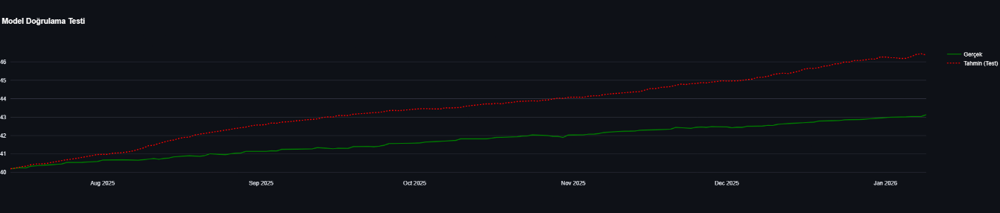 Model Doğrulama Testi
Gerçek
Tahmin (Test)
46
45
44
43
42
41
40
Aug 2025
Sep 2025
Oct 2025
Nov 2025
Dec 2025
Jan 2026